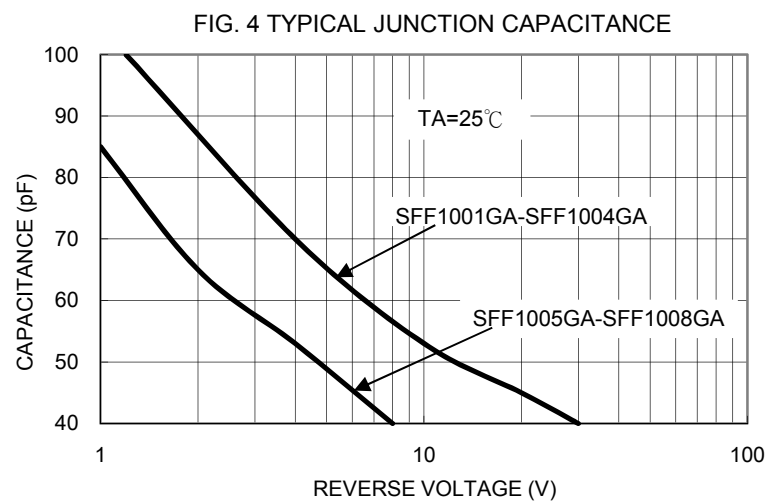 FIG. 4 TYPICAL JUNCTION CAPACITANCE
100
90
80
70
60
50
40
CAPACITANCE (pF)
TA=25℃
SFF1001GA-SFF1004GA
SFF1005GA-SFF1008GA
1
10
100
REVERSE VOLTAGE (V)